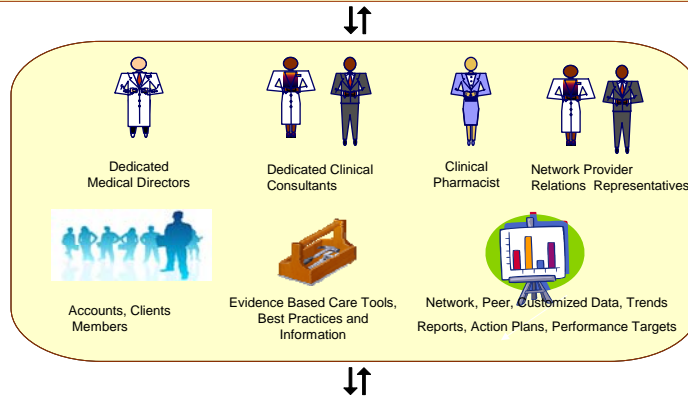 Dedicated
Medical Directors
Dedicated Clinical
Consultants
Clinical
Pharmacist
Network Provider
Relations Representatives
Accounts, Clients
Members
Evidence Based Care Tools,
Best Practices and
Information
Network, Peer, Customized Data, Trends
Reports, Action Plans, Performance Targets